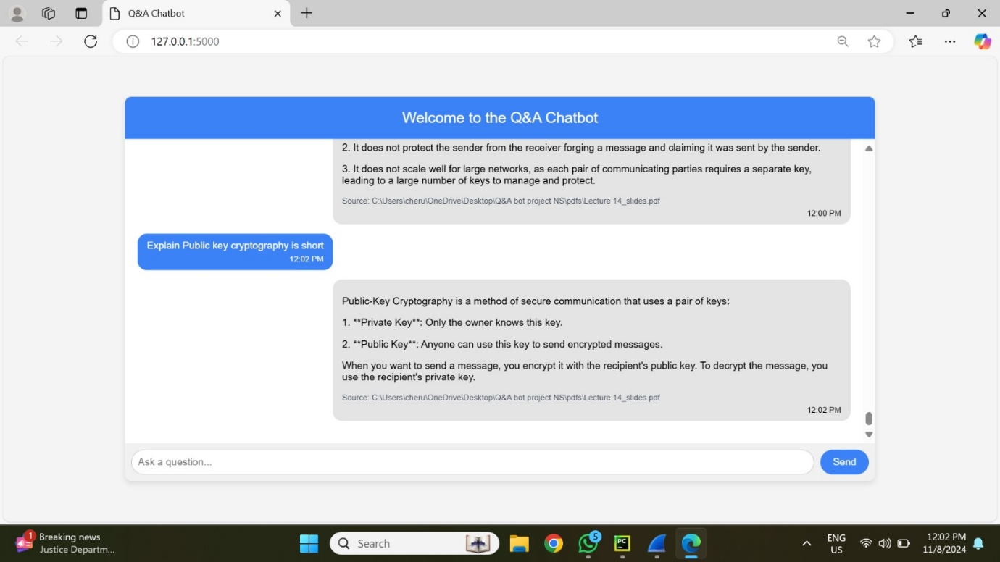 Q&A Chatbot
127.0.0.1:5000
Welcome to the Q&A Chatbot
2. It does not protect the sender from the receiver forging a message and claiming it was sent by the sender.
3. It does not scale well for large networks, as each pair of communicating parties requires a separate key,
leading to a large number of keys to manage and protect.
Source: C:\Users\cheru\OneDrive\Desktop\Q&A bot project NS\pdfs\Lecture 14_slides.pdf
12:00 PM
Explain Public key cryptography is short
12:02 PM
Public-Key Cryptography is a method of secure communication that uses a pair of keys:
1. **Private Key**: Only the owner knows this key.
2. **Public Key**: Anyone can use this key to send encrypted messages.
When you want to send a message, you encrypt it with the recipient's public key. To decrypt the message, you
use the recipient's private key.
Source: C:\Users\cheru\OneDrive\Desktop\Q&A bot project NS\pdfs\Lecture 14_slides.pdf
12:02 PM
Ask a question...
Send
1
Breaking news
Justice Departm...
Search
5
PC
ENG
US
12:02 PM
11/8/2024